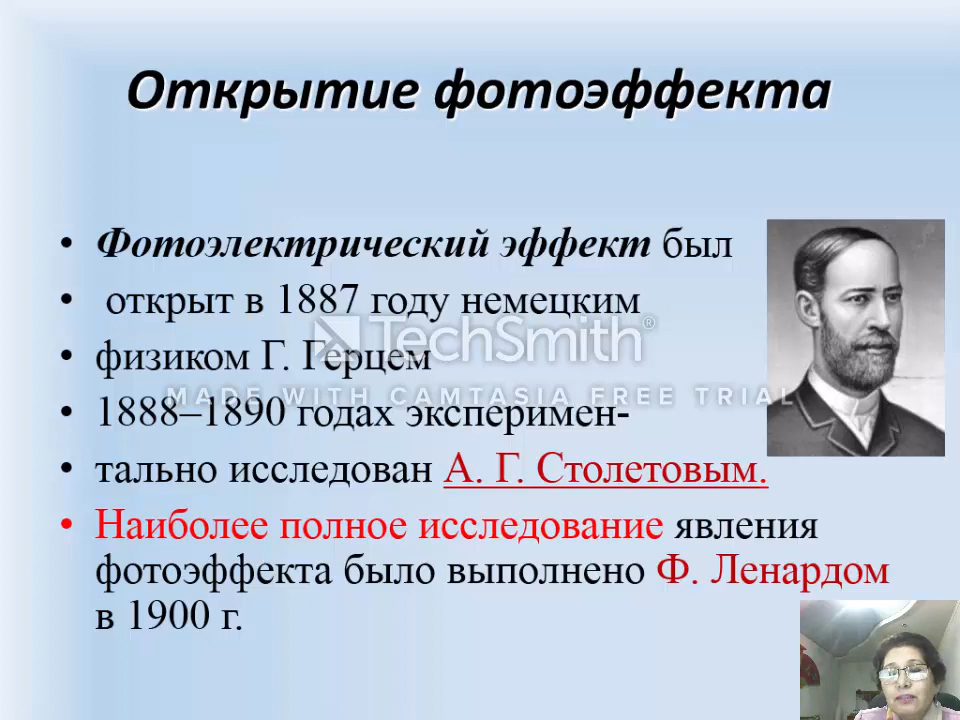 Открытие фотоэффекта
• Фотоэлектрический эффект был
• открыт в 1887 году немецким
• физиком Г. Герцем
• 1888–1890 годах эксперимен-
• тально исследован А. Г. Столетовым.
• Наиболее полное исследование явления
фотоэффекта было выполнено Ф. Ленардом
в 1900 г.
TechSmith®
MADE WITH CAMTASIA FREE TRIAL